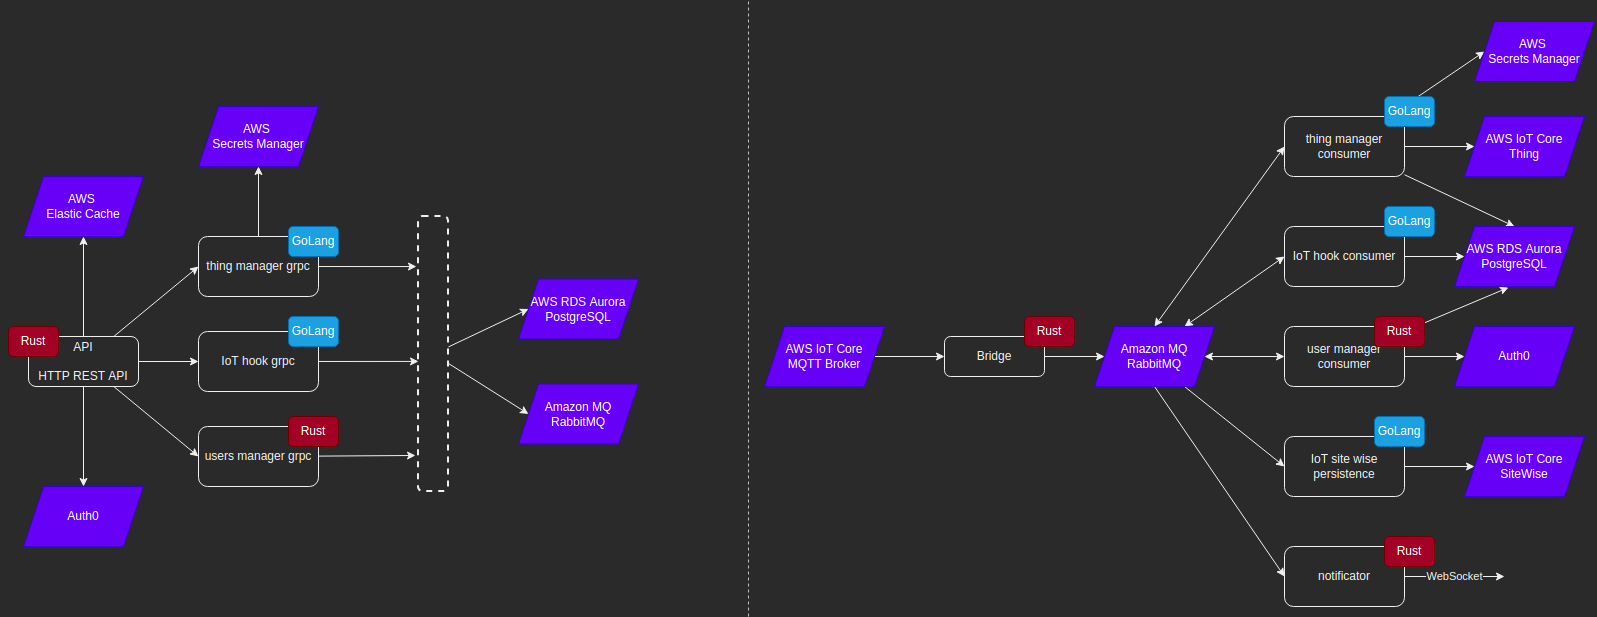 AWS
Secrets Manager
AWS
Elastic Cache
GoLang
thing manager grpc
Rust
API
HTTP REST API
GoLang
IoT hook grpc
Rust
users manager grpc
Auth0
AWS RDS Aurora
PostgreSQL
Amazon MQ
RabbitMQ
AWS IoT Core
MQTT Broker
Rust
Bridge
Amazon MQ
RabbitMQ
AWS
Secrets Manager
GoLang
thing manager
consumer
AWS IoT Core
Thing
GoLang
IoT hook consumer
AWS RDS Aurora
PostgreSQL
Rust
user manager
consumer
Auth0
GoLang
IoT site wise
persistence
AWS IoT Core
SiteWise
Rust
notificator
WebSocket